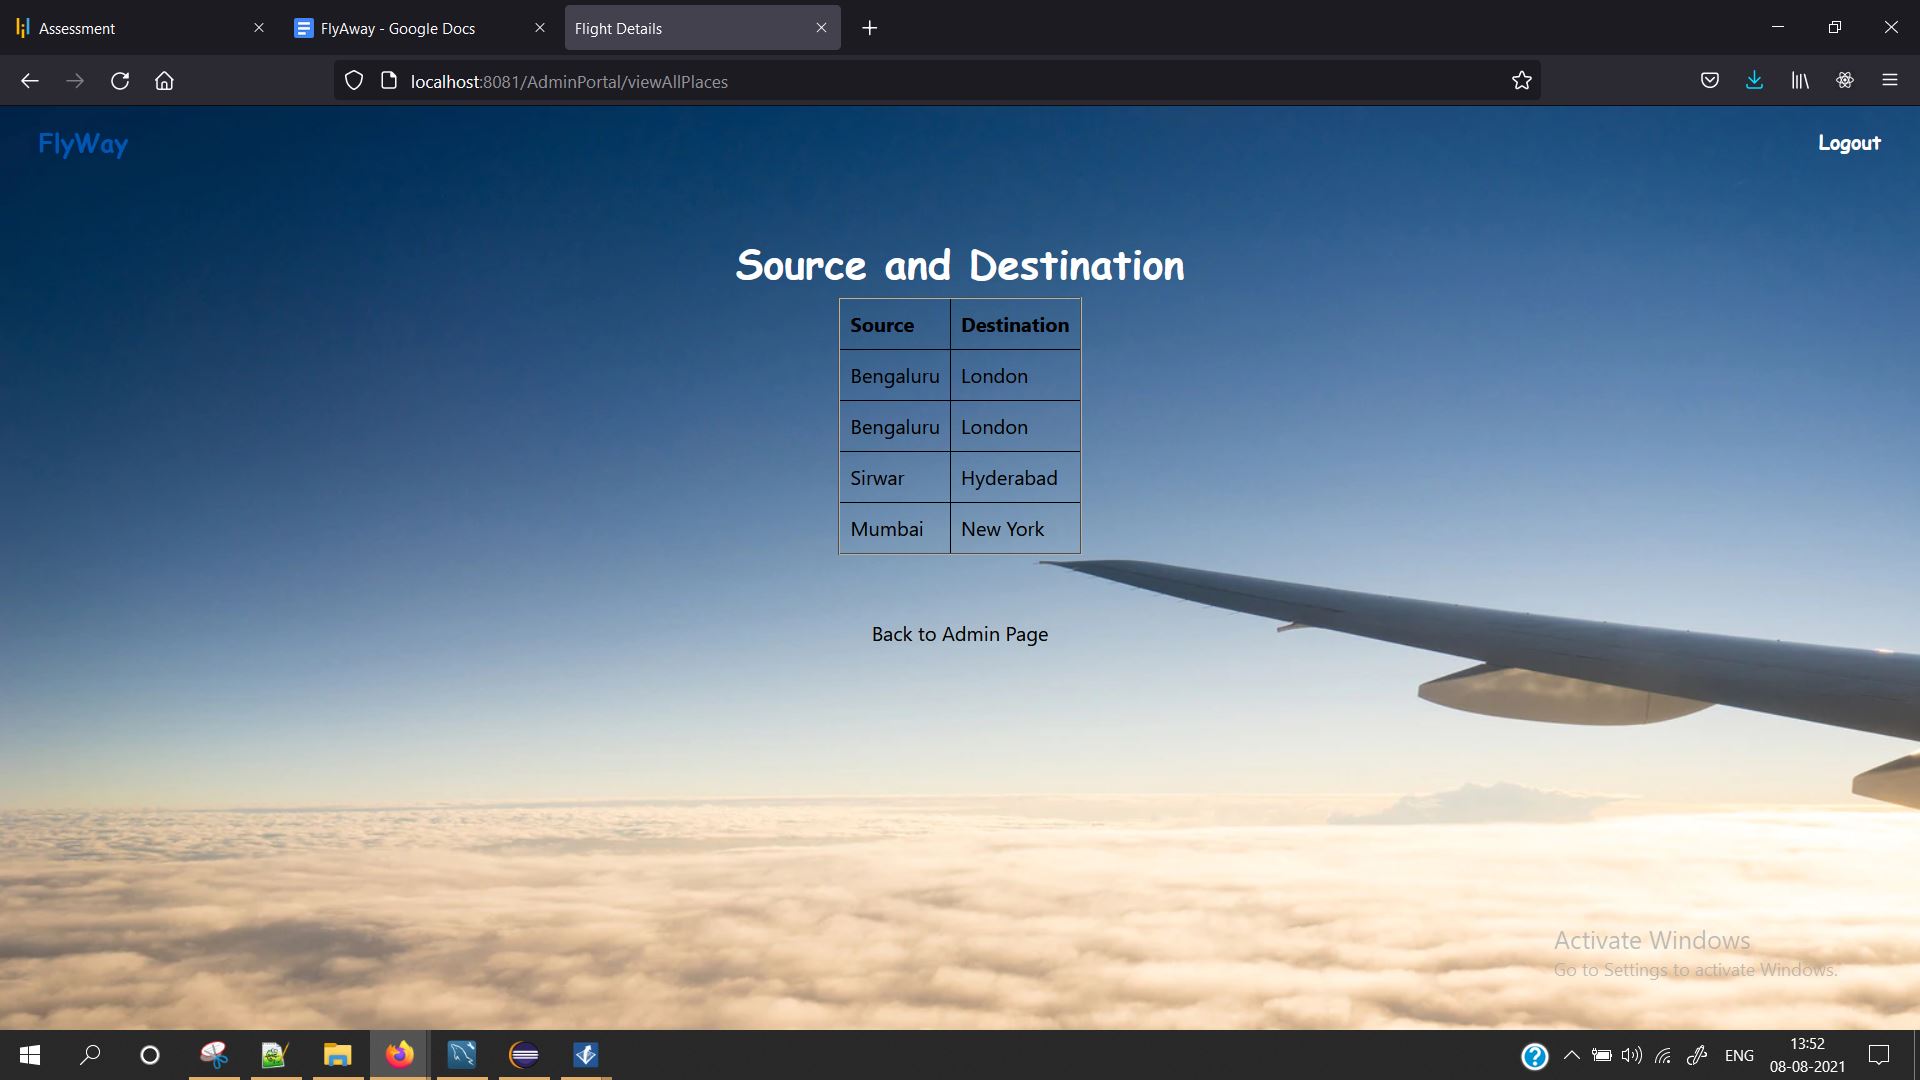 Assessment
FlyAway - Google Docs
Flight Details
localhost:8081/AdminPortal/viewAllPlaces
FlyWay
Logout
Source and Destination
Source Destination
Bengaluru London
Bengaluru London
Sirwar Hyderabad
Mumbai New York
Back to Admin Page
Activate Windows
Go to Settings to activate Windows.
ENG
13:52
08-08-2021